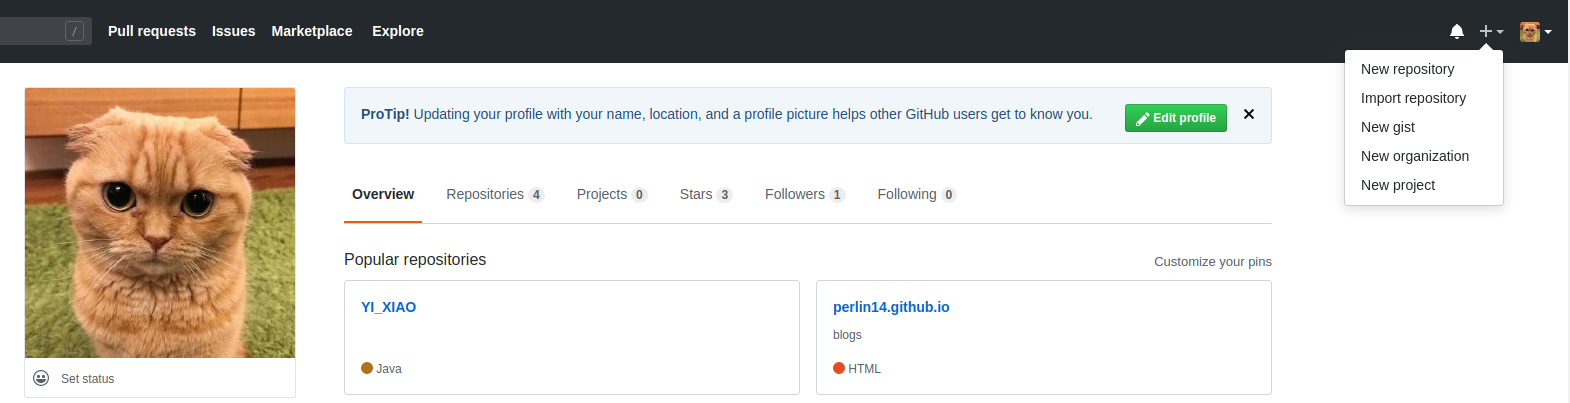 / Pull requests Issues Marketplace Explore
New repository
Import repository
New gist
New organization
New project
ProTip! Updating your profile with your name, location, and a profile picture helps other GitHub users get to know you. Edit profile
Overview Repositories 4 Projects 0 Stars 3 Followers 1 Following 0
Popular repositories Customize your pins
YI_XIAO
Java
perlin14.github.io
blogs
HTML
Set status